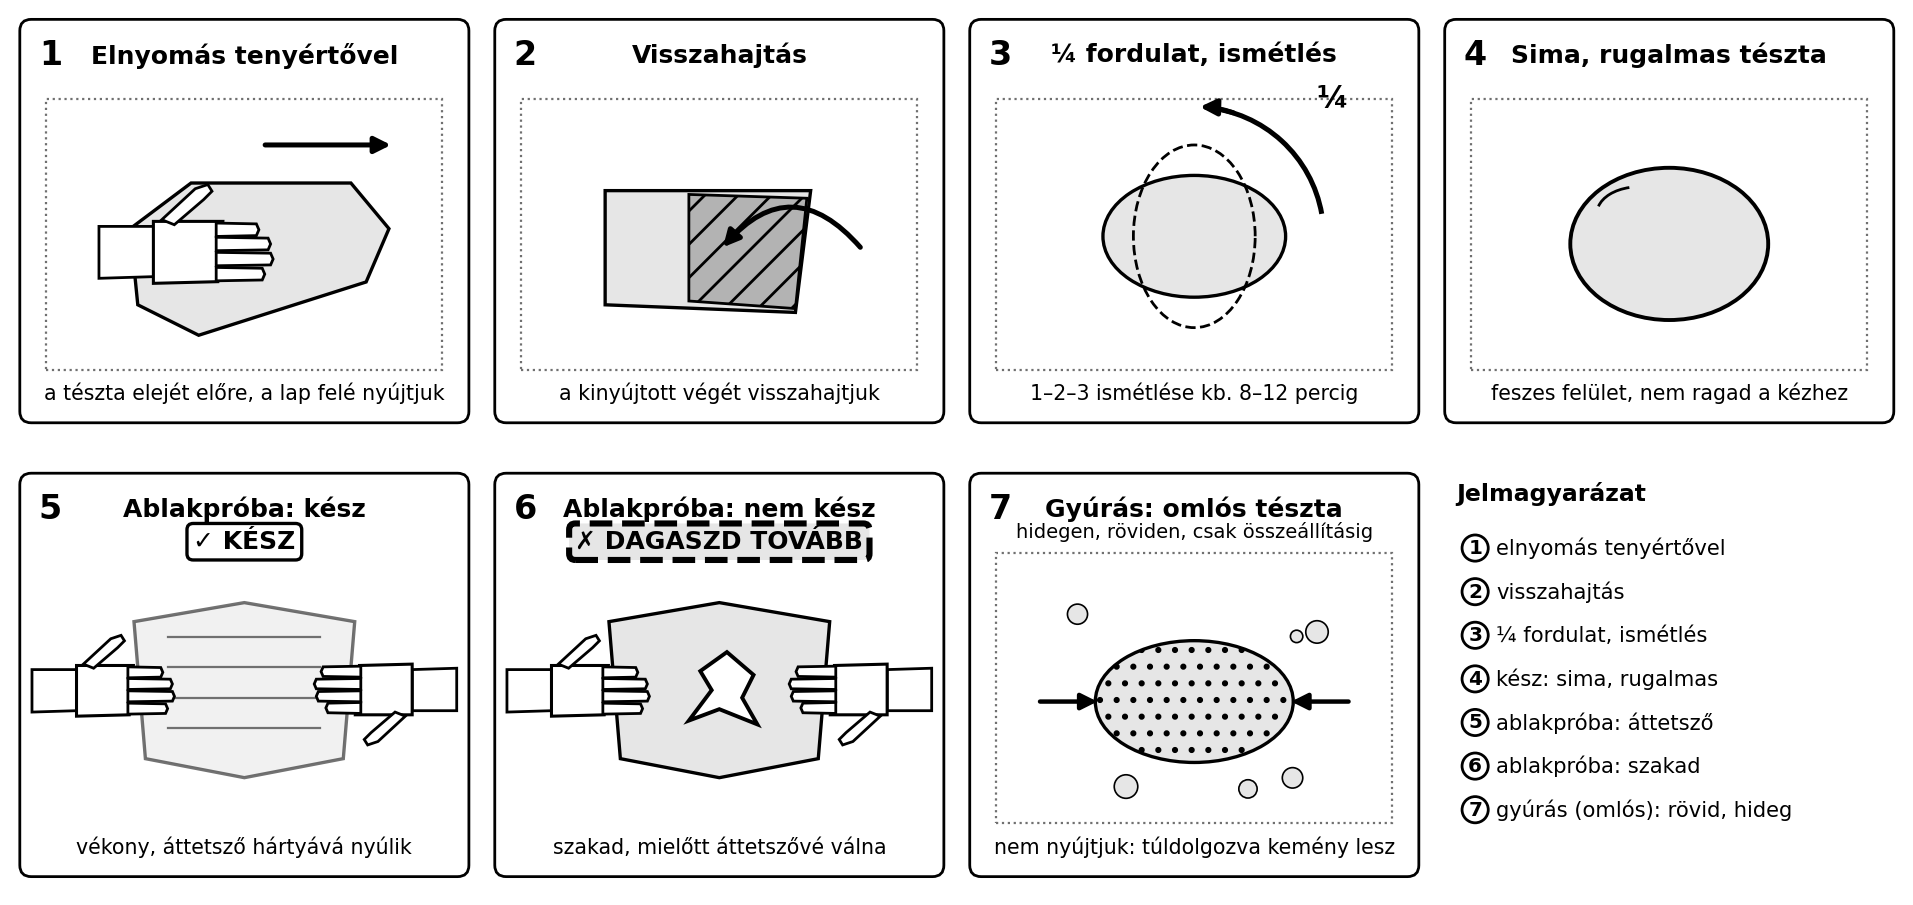 1 Elnyomás tenyértővel
a tészta elejét előre, a lap felé nyújtjuk
2 Visszahajtás
a kinyújtott végét visszahajtjuk
3 ¼ fordulat, ismétlés
¼
1–2–3 ismétlése kb. 8–12 percig
4 Sima, rugalmas tészta
feszes felület, nem ragad a kézhez
5 Ablakpróba: kész
✓ KÉSZ
vékony, áttetsző hártyává nyúlik
6 Ablakpróba: nem kész
✗ DAGASZD TOVÁBB
szakad, mielőtt áttetszővé válna
7 Gyúrás: omlós tészta
hidegen, röviden, csak összeállításig
nem nyújtjuk: túldolgozva kemény lesz
Jelmagyarázat
1 elnyomás tenyértővel
2 visszahajtás
3 ¼ fordulat, ismétlés
4 kész: sima, rugalmas
5 ablakpróba: áttetsző
6 ablakpróba: szakad
7 gyúrás (omlós): rövid, hideg